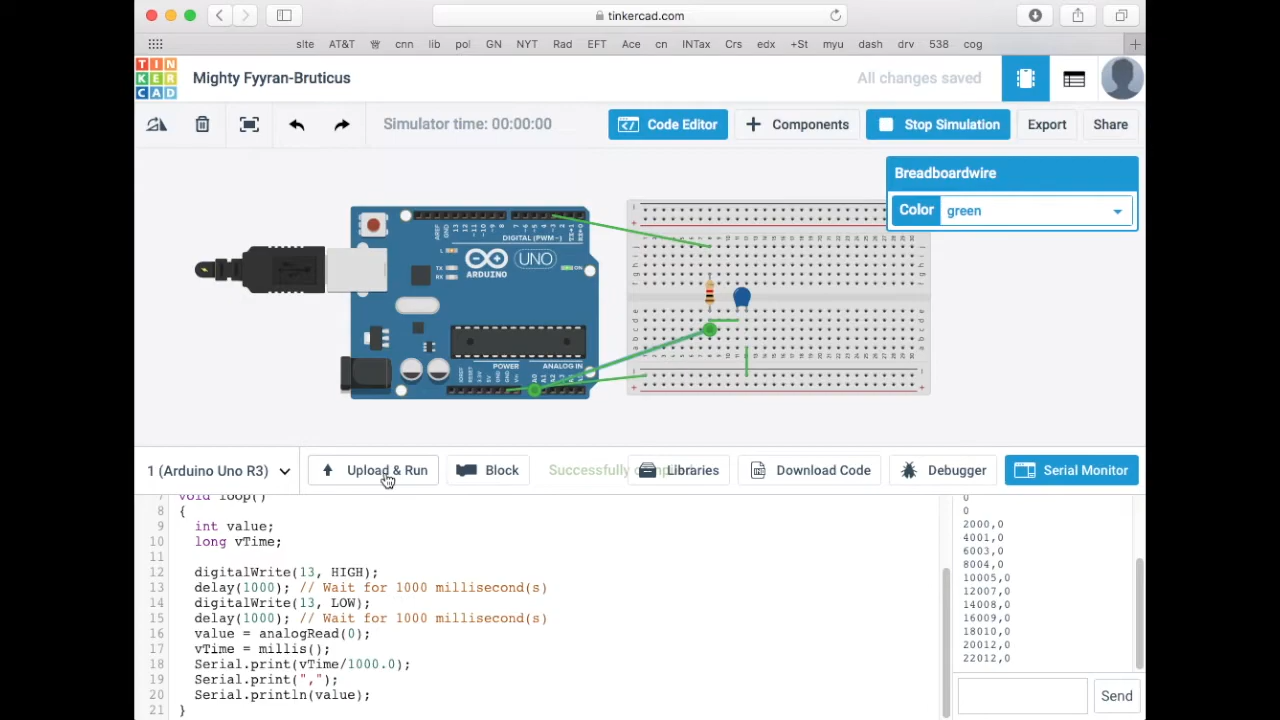 tinkercad.com
site AT&T cnn lib pol GN NYT Rad EFT Ace cn INTax Crs edx +St myu dash drv 538 cog
TIN
KER
CAD
Mighty Fyyran-Bruticus
All changes saved
Simulator time: 00:00:00
Code Editor
Components
Stop Simulation
Export
Share
Breadboardwire
Color
green
DIGITAL (PWM~)
UNO
ARDUINO
TX
RX
L
ON
POWER
ANALOG IN
1 (Arduino Uno R3)
Upload & Run
Block
Libraries
Download Code
Debugger
Serial Monitor
7 void loop()
8 {
9 int value;
10 long vTime;
11
12 digitalWrite(13, HIGH);
13 delay(1000); // Wait for 1000 millisecond(s)
14 digitalWrite(13, LOW);
15 delay(1000); // Wait for 1000 millisecond(s)
16 value = analogRead(0);
17 vTime = millis();
18 Serial.print(vTime/1000.0);
19 Serial.print(",");
20 Serial.println(value);
21 }
0
0
2000,0
4001,0
6003,0
8004,0
10005,0
12007,0
14008,0
16009,0
18010,0
20012,0
22012,0
Send